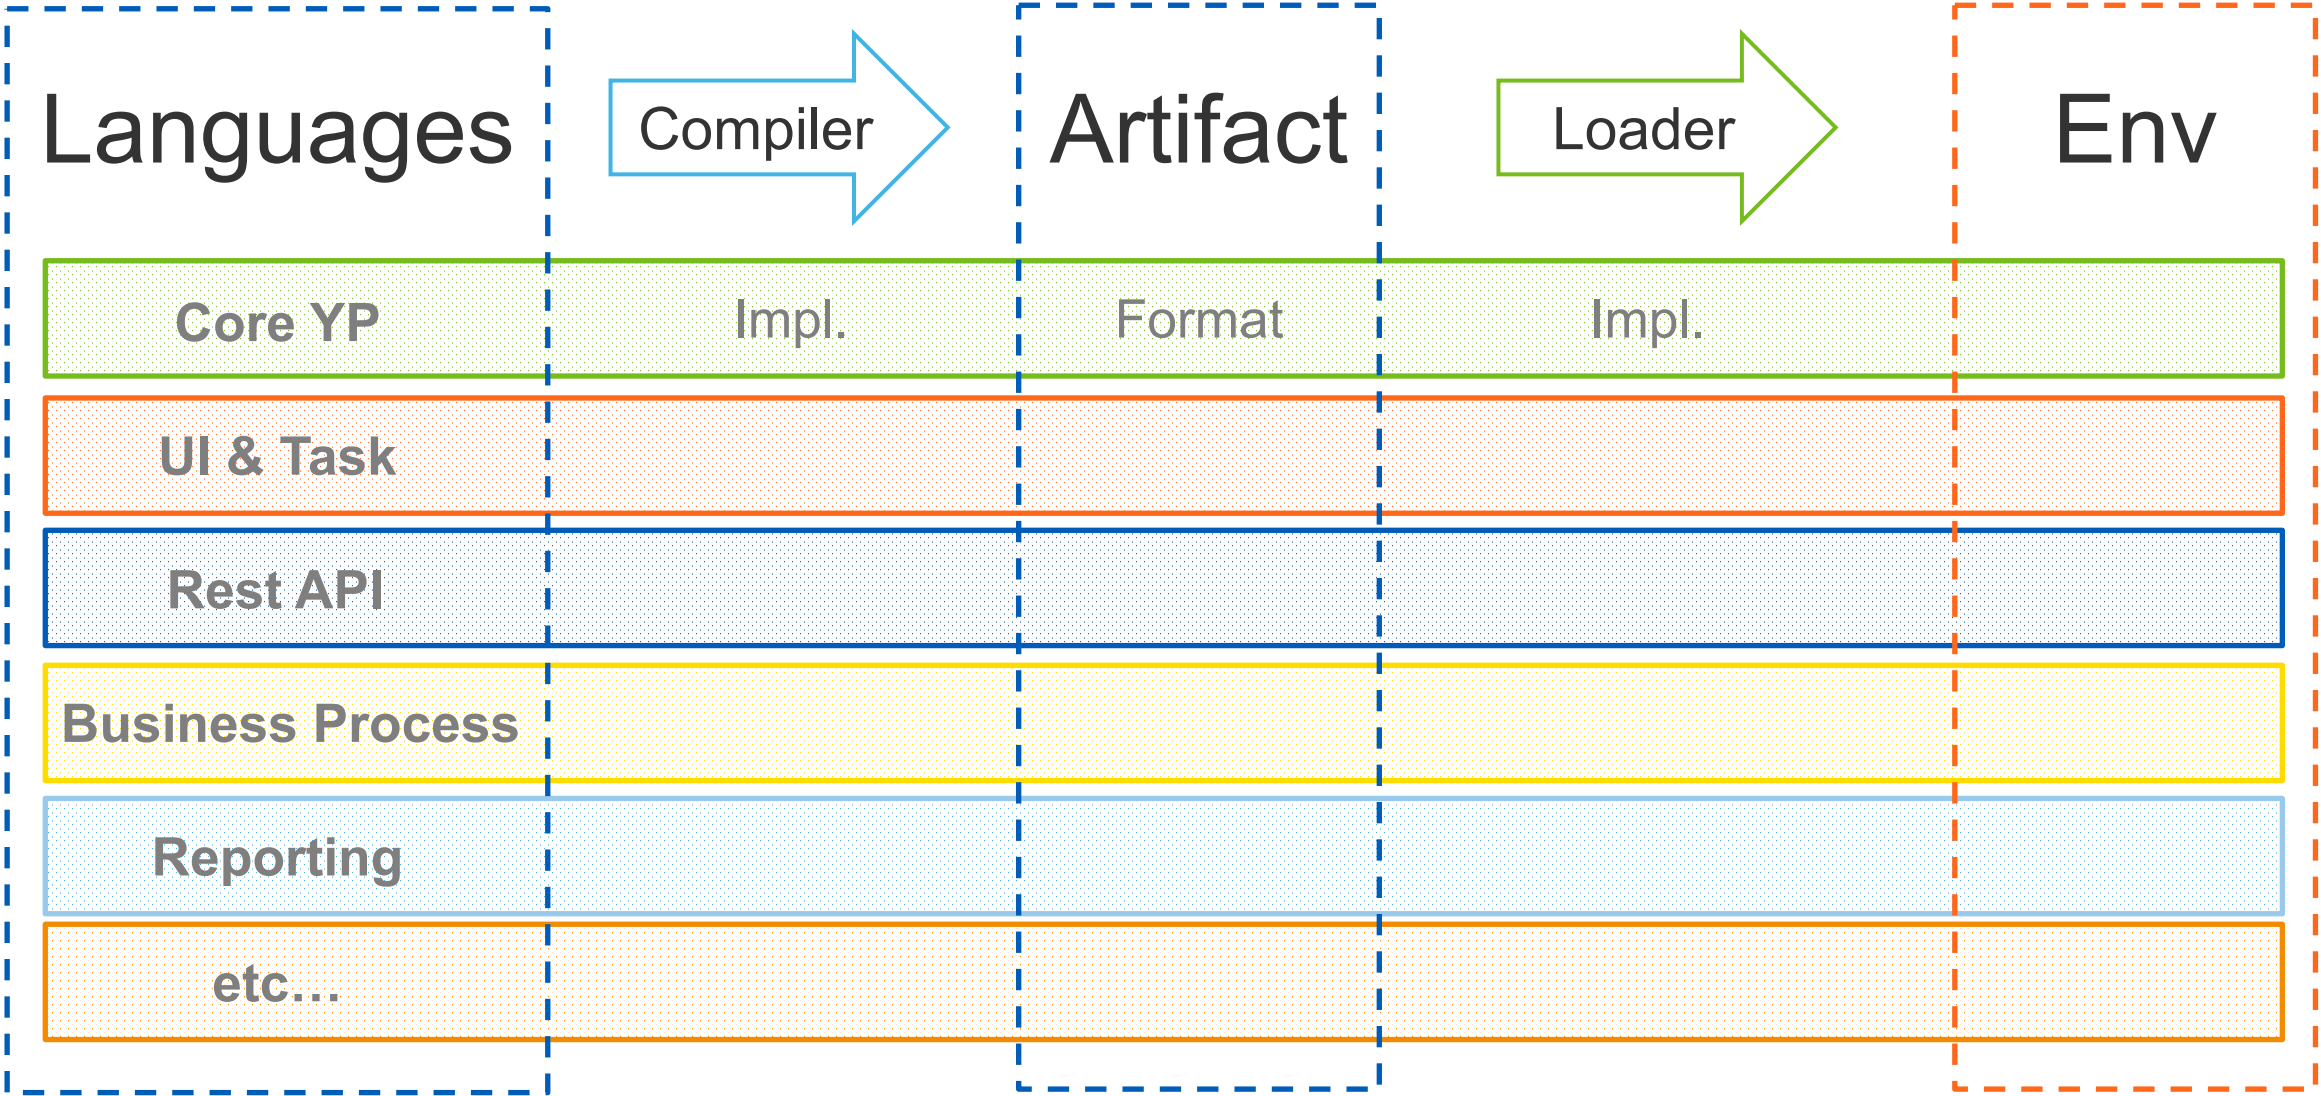 Languages
Compiler
Artifact
Loader
Env
Core YP
Impl.
Format
Impl.
UI & Task
Rest API
Business Process
Reporting
etc…